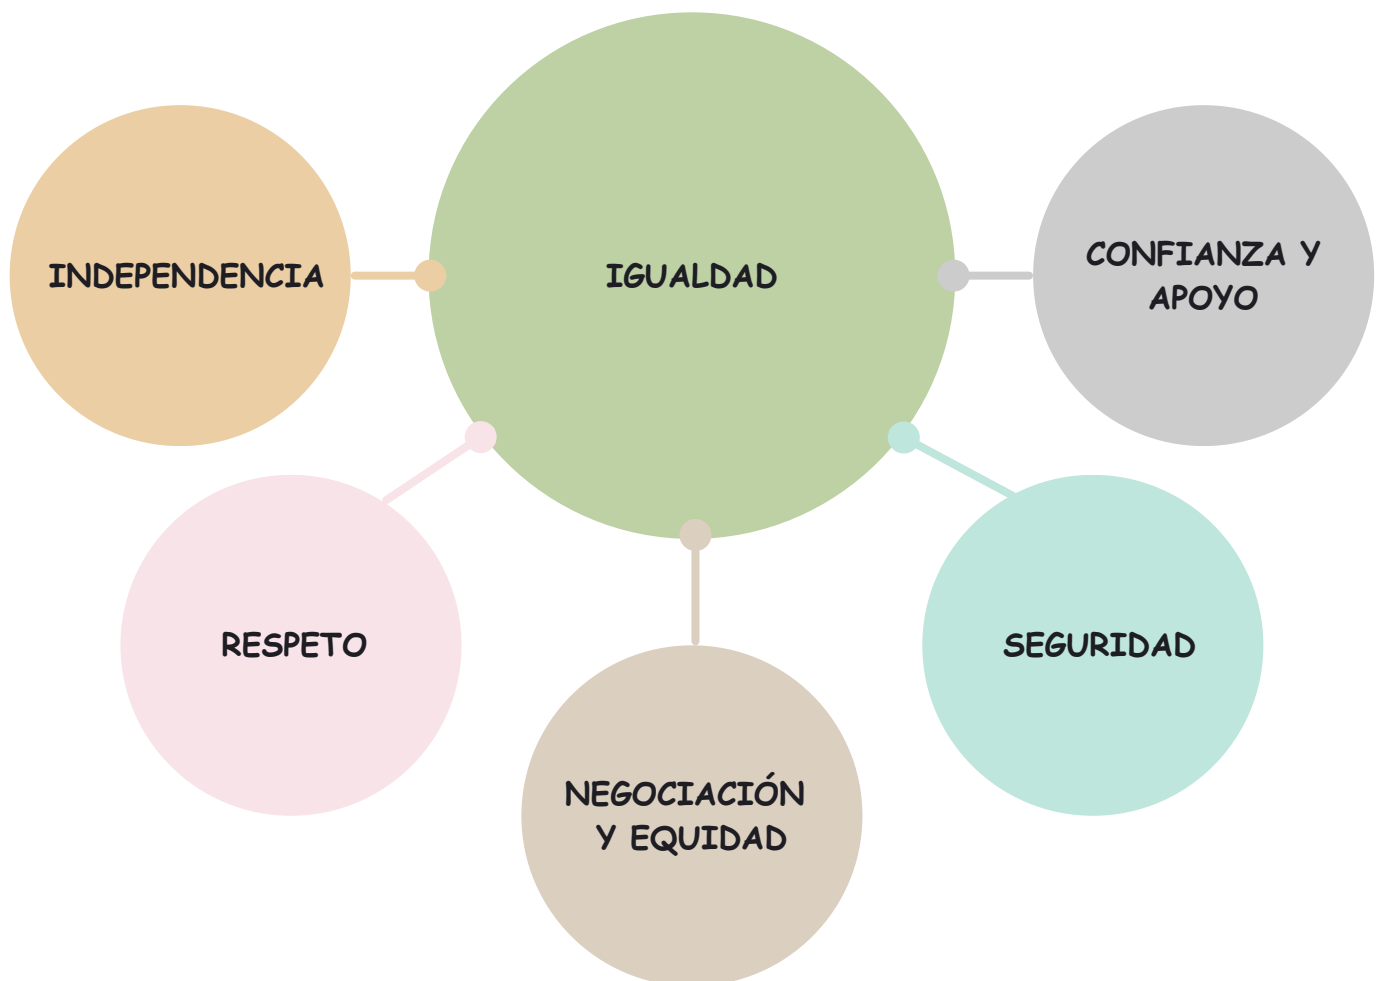 INDEPENDENCIA
IGUALDAD
CONFIANZA Y
APOYO
RESPETO
SEGURIDAD
NEGOCIACIÓN
Y EQUIDAD